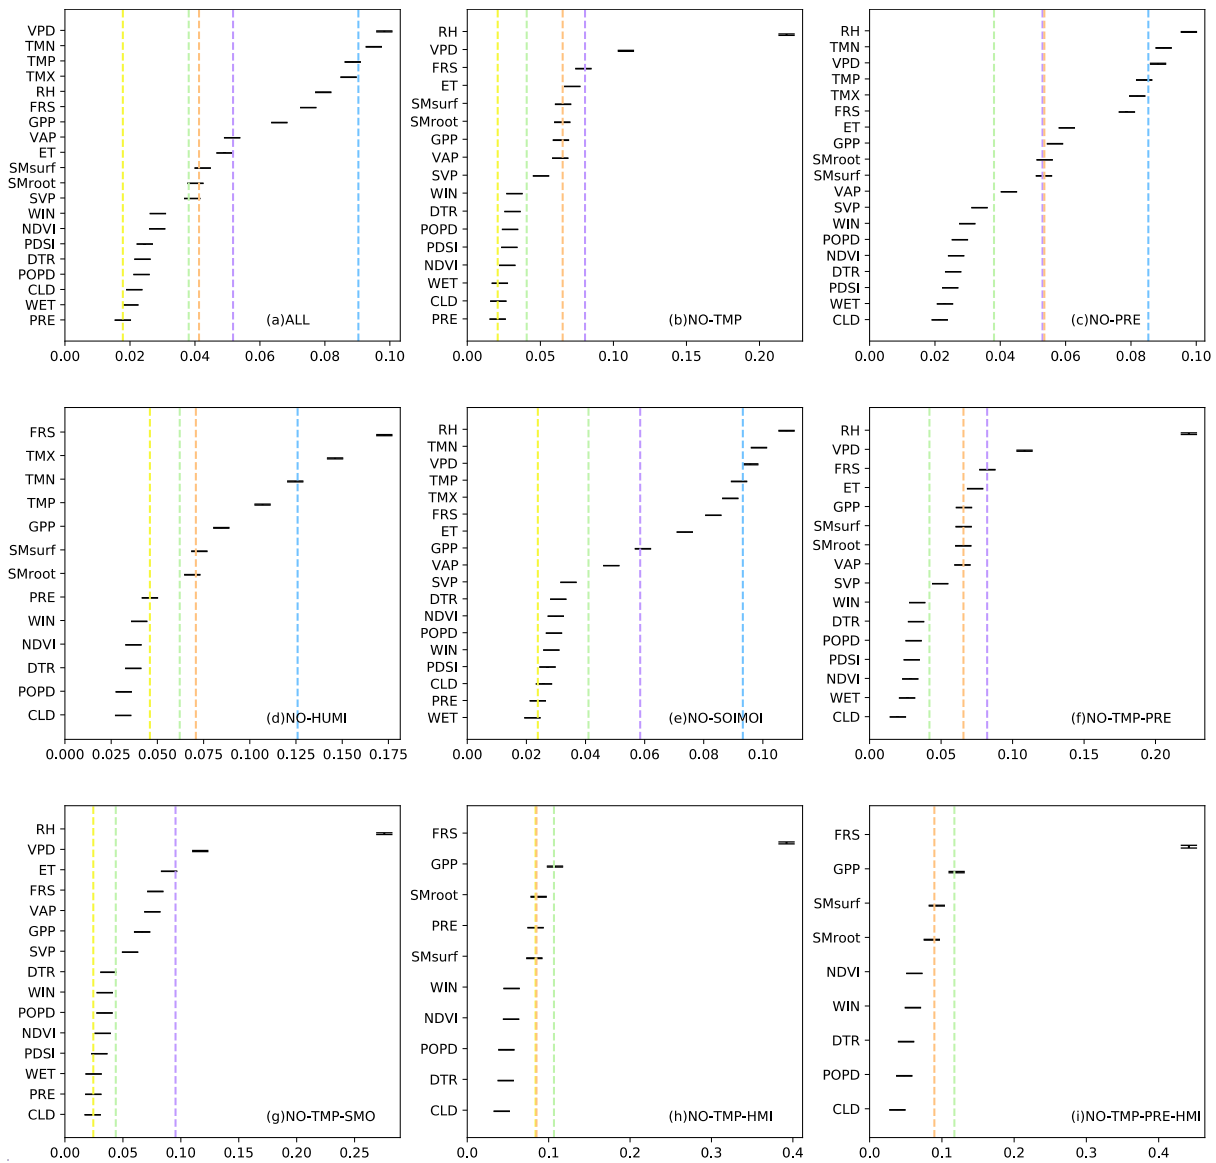 VPD
TMN
TMP
TMX
RH
FRS
GPP
VAP
ET
SMsurf
SMroot
SVP
WIN
NDVI
PDSI
DTR
POPD
CLD
WET
PRE
(a)ALL
0.00 0.02 0.04 0.06 0.08 0.10
RH
VPD
FRS
ET
SMsurf
SMroot
GPP
VAP
SVP
WIN
DTR
POPD
PDSI
NDVI
WET
CLD
PRE
(b)NO-TMP
0.00 0.05 0.10 0.15 0.20
RH
TMN
VPD
TMP
TMX
FRS
ET
GPP
SMroot
SMsurf
VAP
SVP
WIN
POPD
NDVI
DTR
PDSI
WET
CLD
(c)NO-PRE
0.00 0.02 0.04 0.06 0.08 0.10
FRS
TMX
TMN
TMP
GPP
SMsurf
SMroot
PRE
WIN
NDVI
DTR
POPD
CLD
(d)NO-HUMI
0.000 0.025 0.050 0.075 0.100 0.125 0.150 0.175
RH
TMN
VPD
TMP
TMX
FRS
ET
GPP
VAP
SVP
DTR
NDVI
POPD
WIN
PDSI
CLD
PRE
WET
(e)NO-SOIMOI
0.00 0.02 0.04 0.06 0.08 0.10
RH
VPD
FRS
ET
GPP
SMsurf
SMroot
VAP
SVP
WIN
DTR
POPD
PDSI
NDVI
WET
CLD
(f)NO-TMP-PRE
0.00 0.05 0.10 0.15 0.20
RH
VPD
ET
FRS
VAP
GPP
SVP
DTR
WIN
POPD
NDVI
PDSI
WET
PRE
CLD
(g)NO-TMP-SMO
0.00 0.05 0.10 0.15 0.20 0.25
FRS
GPP
SMroot
PRE
SMsurf
WIN
NDVI
POPD
DTR
CLD
(h)NO-TMP-HMI
0.0 0.1 0.2 0.3 0.4
FRS
GPP
SMsurf
SMroot
NDVI
WIN
DTR
POPD
CLD
(i)NO-TMP-PRE-HMI
0.0 0.1 0.2 0.3 0.4